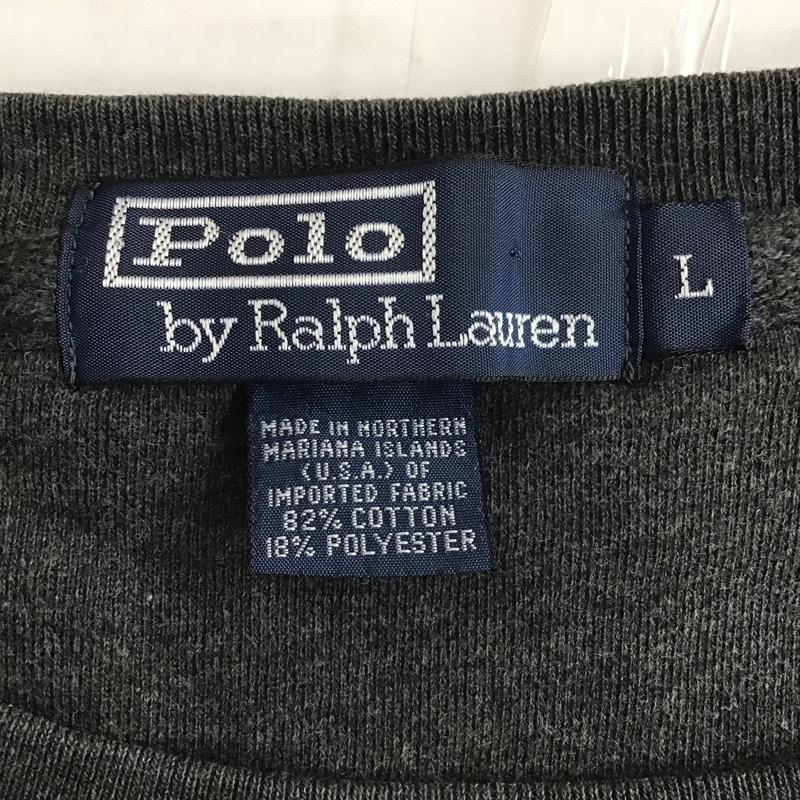 Polo
by Ralph Lauren
L
MADE IN NORTHERN
MARIANA ISLANDS
(U.S.A.) OF
IMPORTED FABRIC
82% COTTON
18% POLYESTER